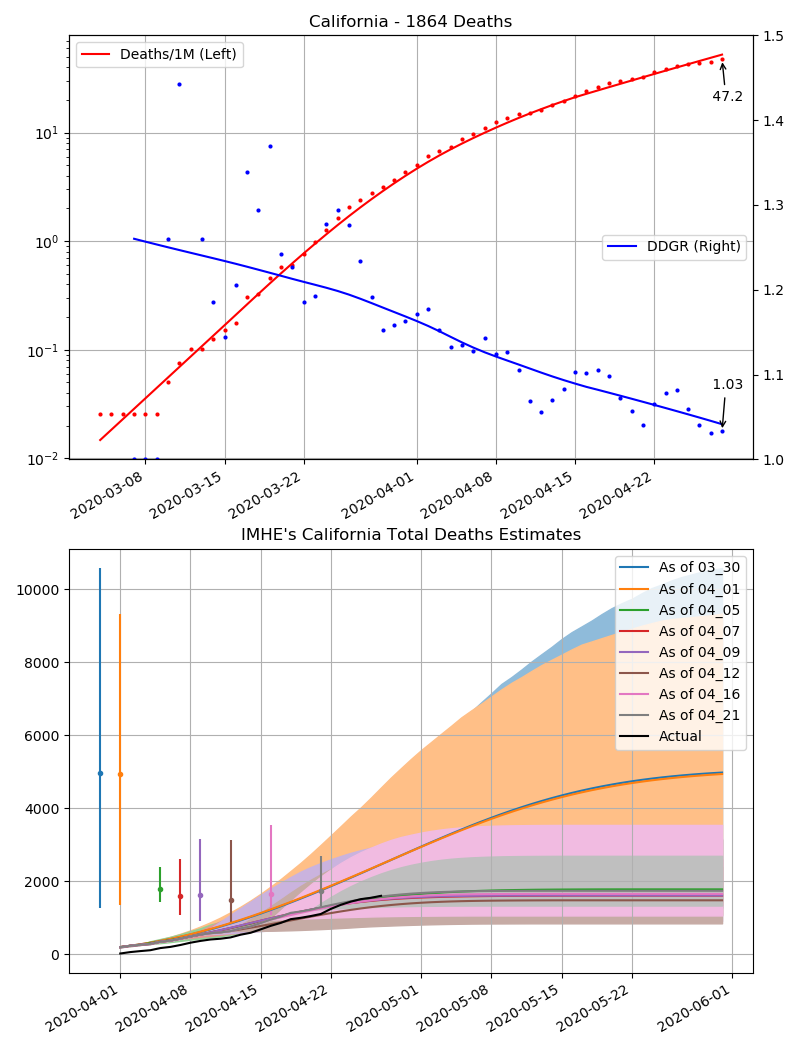 California - 1864 Deaths
Deaths/1M (Left)
DDGR (Right)
47.2
1.03
10¹
10⁰
10⁻¹
10⁻²
1.5
1.4
1.3
1.2
1.1
1.0
2020-03-08
2020-03-15
2020-03-22
2020-04-01
2020-04-08
2020-04-15
2020-04-22
IMHE's California Total Deaths Estimates
10000
8000
6000
4000
2000
0
As of 03_30
As of 04_01
As of 04_05
As of 04_07
As of 04_09
As of 04_12
As of 04_16
As of 04_21
Actual
2020-04-01
2020-04-08
2020-04-15
2020-04-22
2020-05-01
2020-05-08
2020-05-15
2020-05-22
2020-06-01